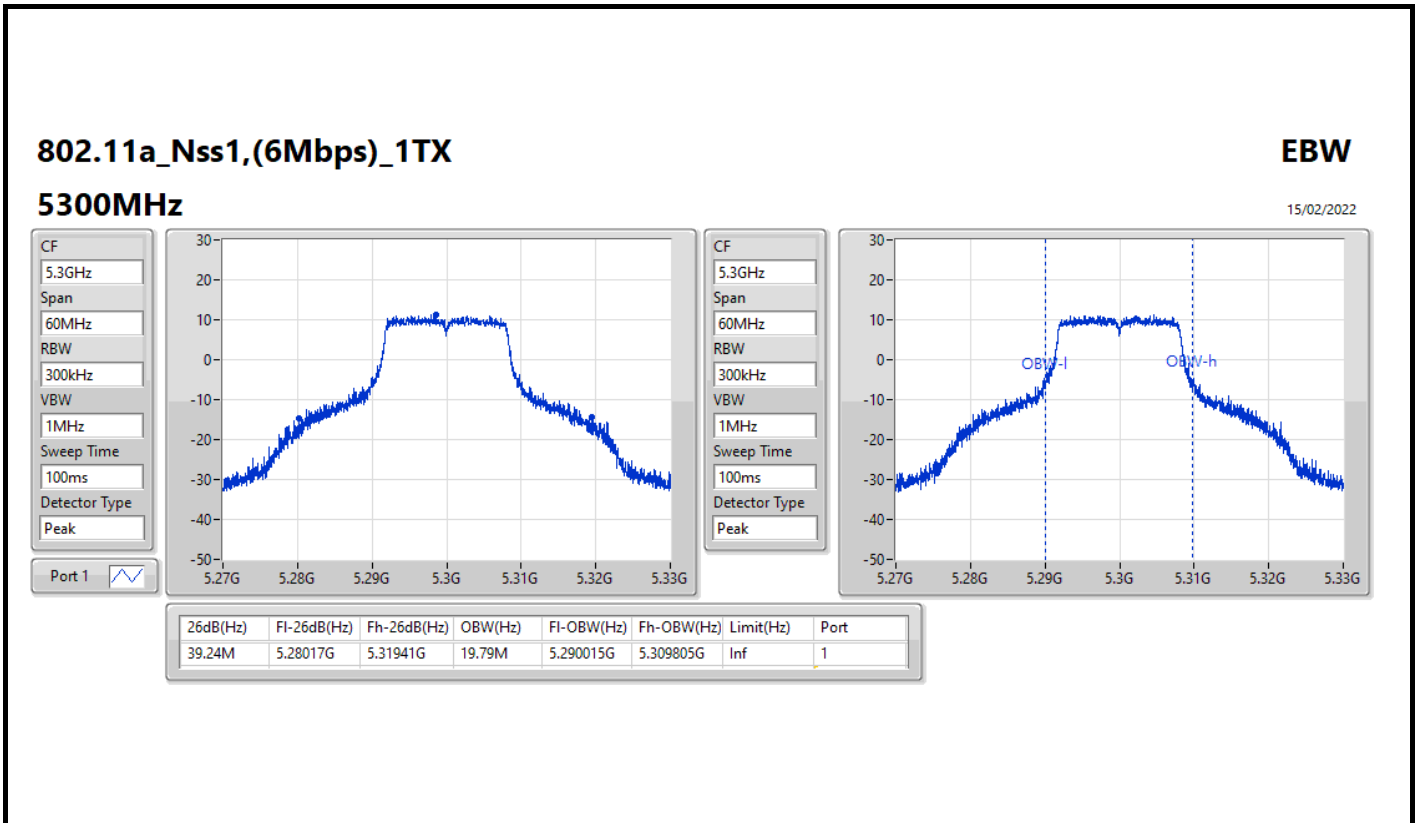 802.11a_Nss1,(6Mbps)_1TX
EBW
5300MHz
15/02/2022
CF
5.3GHz
Span
60MHz
RBW
300kHz
VBW
1MHz
Sweep Time
100ms
Detector Type
Peak
Port 1
30
20
10
0
-10
-20
-30
-40
-50
5.27G 5.28G 5.29G 5.3G 5.31G 5.32G 5.33G
CF
5.3GHz
Span
60MHz
RBW
300kHz
VBW
1MHz
Sweep Time
100ms
Detector Type
Peak
30
20
10
0
-10
-20
-30
-40
-50
OBW-l OBW-h
5.27G 5.28G 5.29G 5.3G 5.31G 5.32G 5.33G
26dB(Hz) Fl-26dB(Hz) Fh-26dB(Hz) OBW(Hz) Fl-OBW(Hz) Fh-OBW(Hz) Limit(Hz) Port
39.24M 5.28017G 5.31941G 19.79M 5.290015G 5.309805G Inf 1